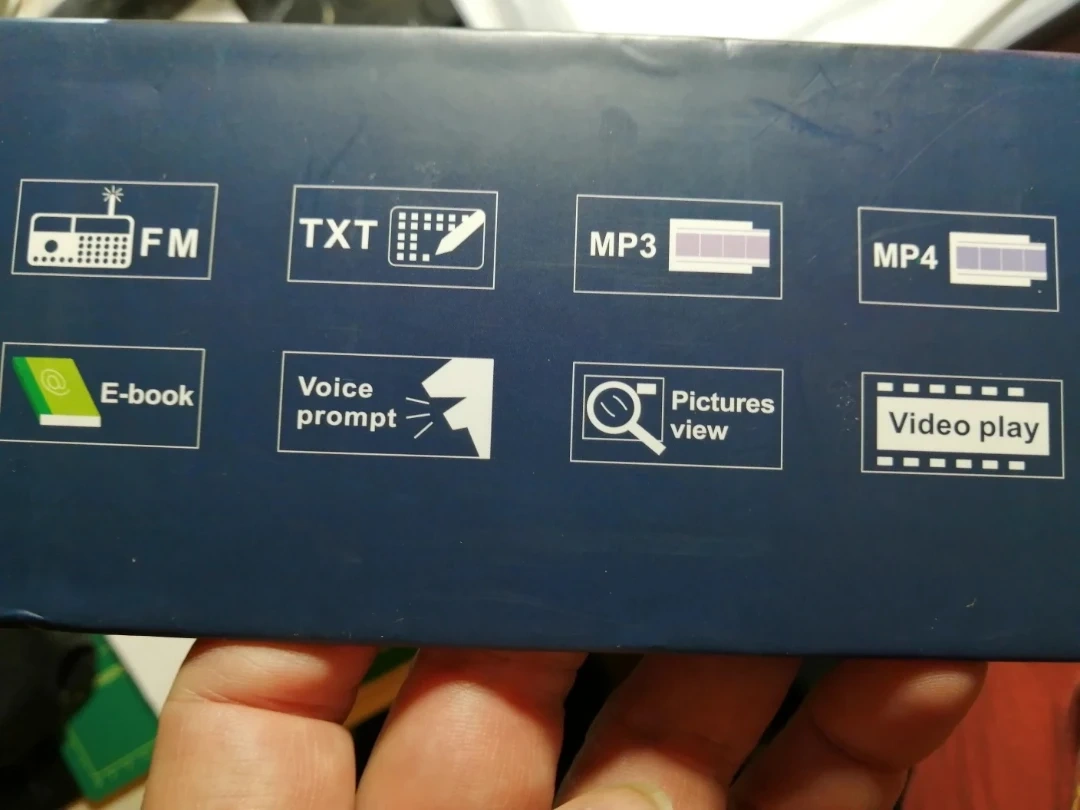 FM
TXT
MP3
MP4
@ E-book
Voice
prompt
Pictures
view
Video play